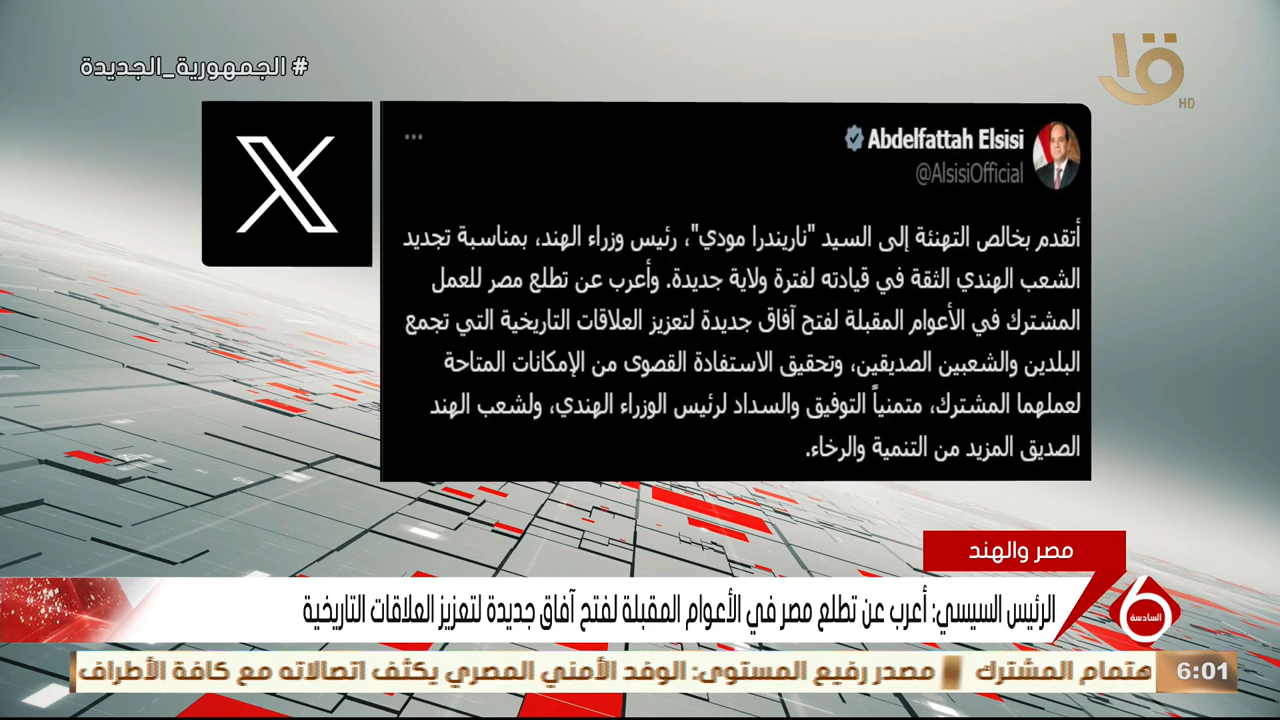 # الجمهورية_الجديدة
HD
Abdelfattah Elsisi
@AlsisiOfficial
أتقدم بخالص التهنئة إلى السيد "ناريندرا مودي"، رئيس وزراء الهند، بمناسبة تجديد
الشعب الهندي الثقة في قيادته لفترة ولاية جديدة. وأعرب عن تطلع مصر للعمل
المشترك في الأعوام المقبلة لفتح آفاق جديدة لتعزيز العلاقات التاريخية التي تجمع
البلدين والشعبين الصديقين، وتحقيق الاستفادة القصوى من الإمكانات المتاحة
لعملهما المشترك، متمنياً التوفيق والسداد لرئيس الوزراء الهندي، ولشعب الهند
الصديق المزيد من التنمية والرخاء.
مصر والهند
الرئيس السيسي: أعرب عن تطلع مصر في الأعوام المقبلة لفتح آفاق جديدة لتعزيز العلاقات التاريخية
السادسة
6:01
هتمام المشترك
مصدر رفيع المستوى: الوفد الأمني المصري يكثف اتصالاته مع كافة الأطراف